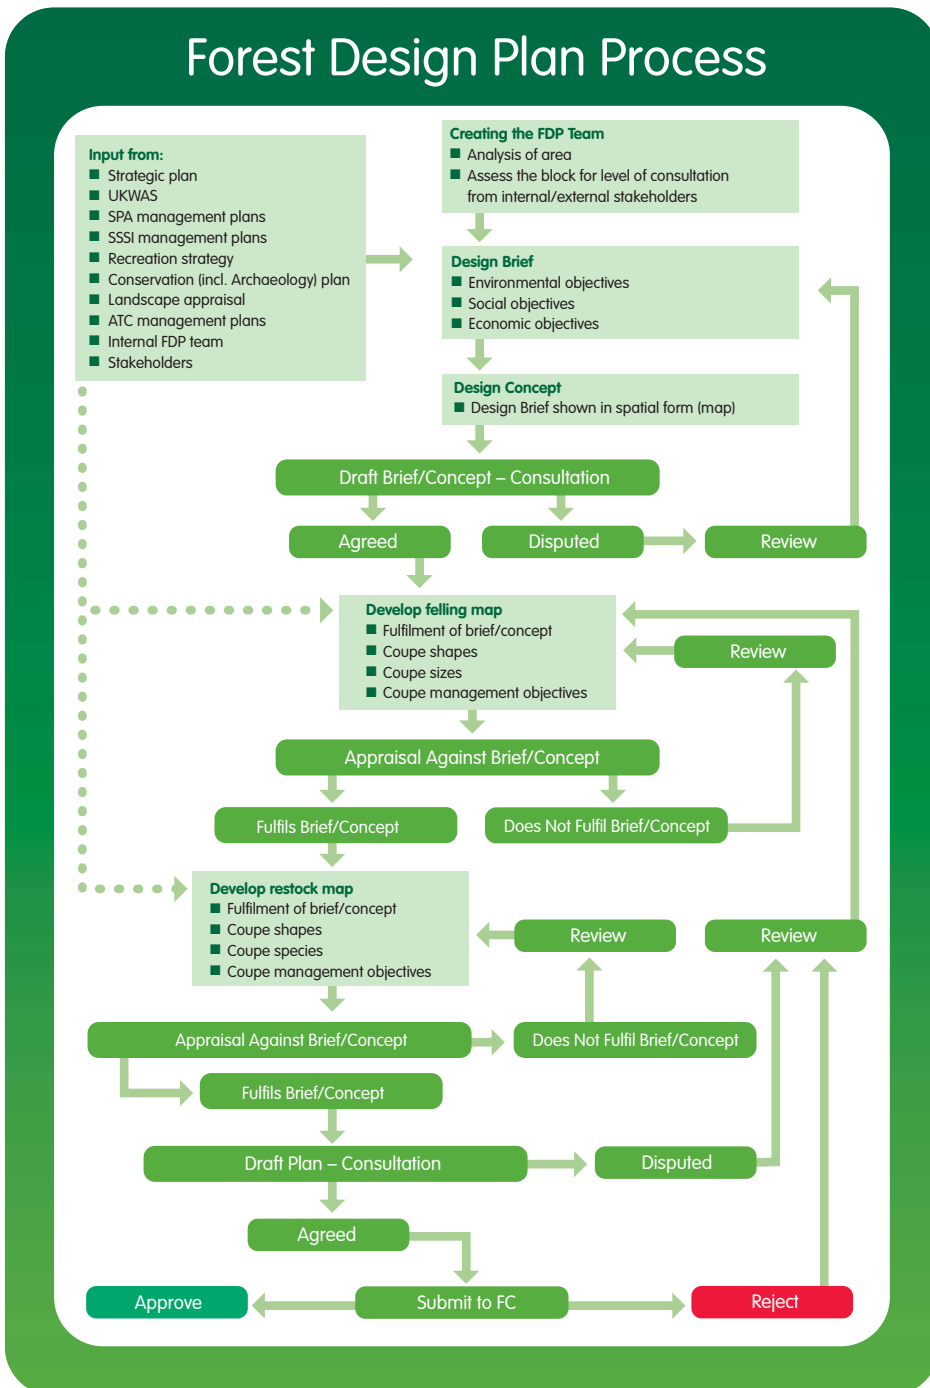 Forest Design Plan Process
Input from:
Strategic plan
UKWAS
SPA management plans
SSSI management plans
Recreation strategy
Conservation (incl. Archaeology) plan
Landscape appraisal
ATC management plans
Internal FDP team
Stakeholders
Creating the FDP Team
Analysis of area
Assess the block for level of consultation
from internal/external stakeholders
Design Brief
Environmental objectives
Social objectives
Economic objectives
Design Concept
Design Brief shown in spatial form (map)
Draft Brief/Concept – Consultation
Agreed
Disputed
Review
Develop felling map
Fulfilment of brief/concept
Coupe shapes
Coupe sizes
Coupe management objectives
Review
Appraisal Against Brief/Concept
Fulfils Brief/Concept
Does Not Fulfil Brief/Concept
Develop restock map
Fulfilment of brief/concept
Coupe shapes
Coupe species
Coupe management objectives
Review
Review
Appraisal Against Brief/Concept
Does Not Fulfil Brief/Concept
Fulfils Brief/Concept
Draft Plan – Consultation
Disputed
Agreed
Approve
Submit to FC
Reject